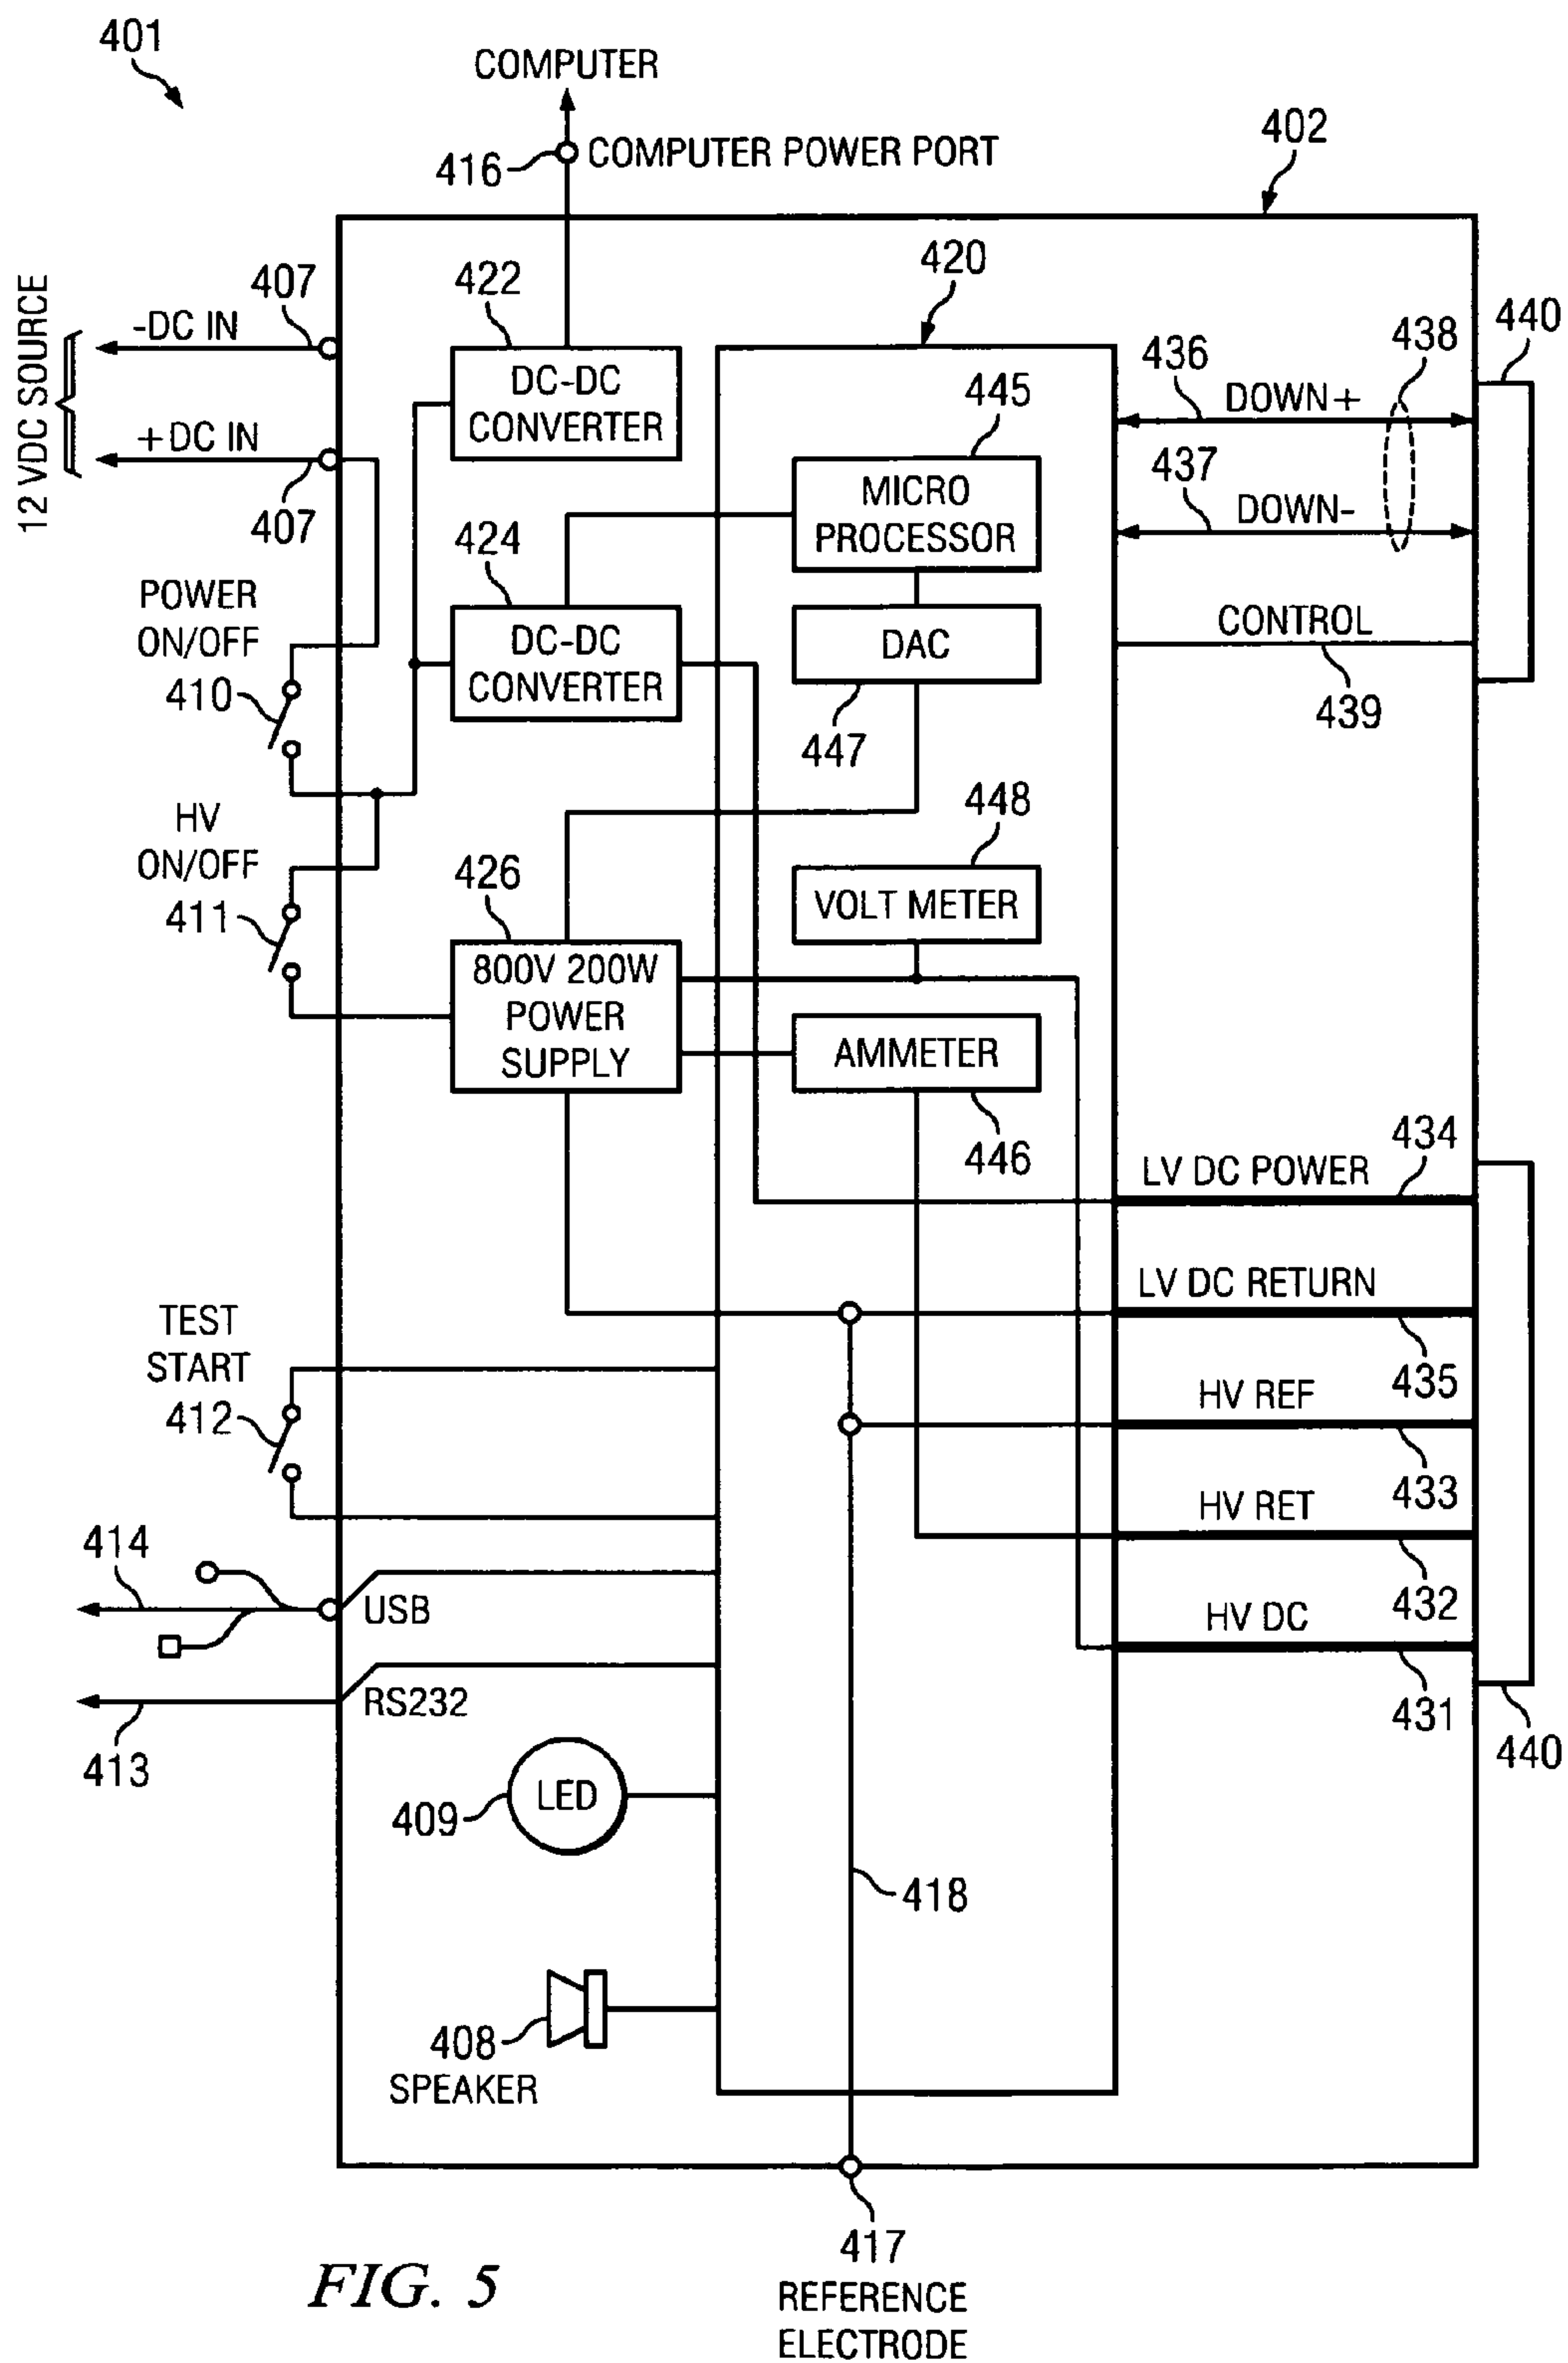 401
COMPUTER
416
COMPUTER POWER PORT
402
12 VDC SOURCE
407
-DC IN
+DC IN
407
422
DC-DC
CONVERTER
420
445
MICRO
PROCESSOR
436
DOWN+
438
440
437
DOWN-
424
DC-DC
CONVERTER
DAC
447
CONTROL
439
POWER
ON/OFF
410
HV
ON/OFF
411
426
800V 200W
POWER
SUPPLY
448
VOLT METER
AMMETER
446
434
LV DC POWER
LV DC RETURN
435
HV REF
433
HV RET
432
HV DC
431
440
TEST
START
412
414
USB
RS232
413
LED
409
418
408
SPEAKER
417
REFERENCE
ELECTRODE
FIG. 5